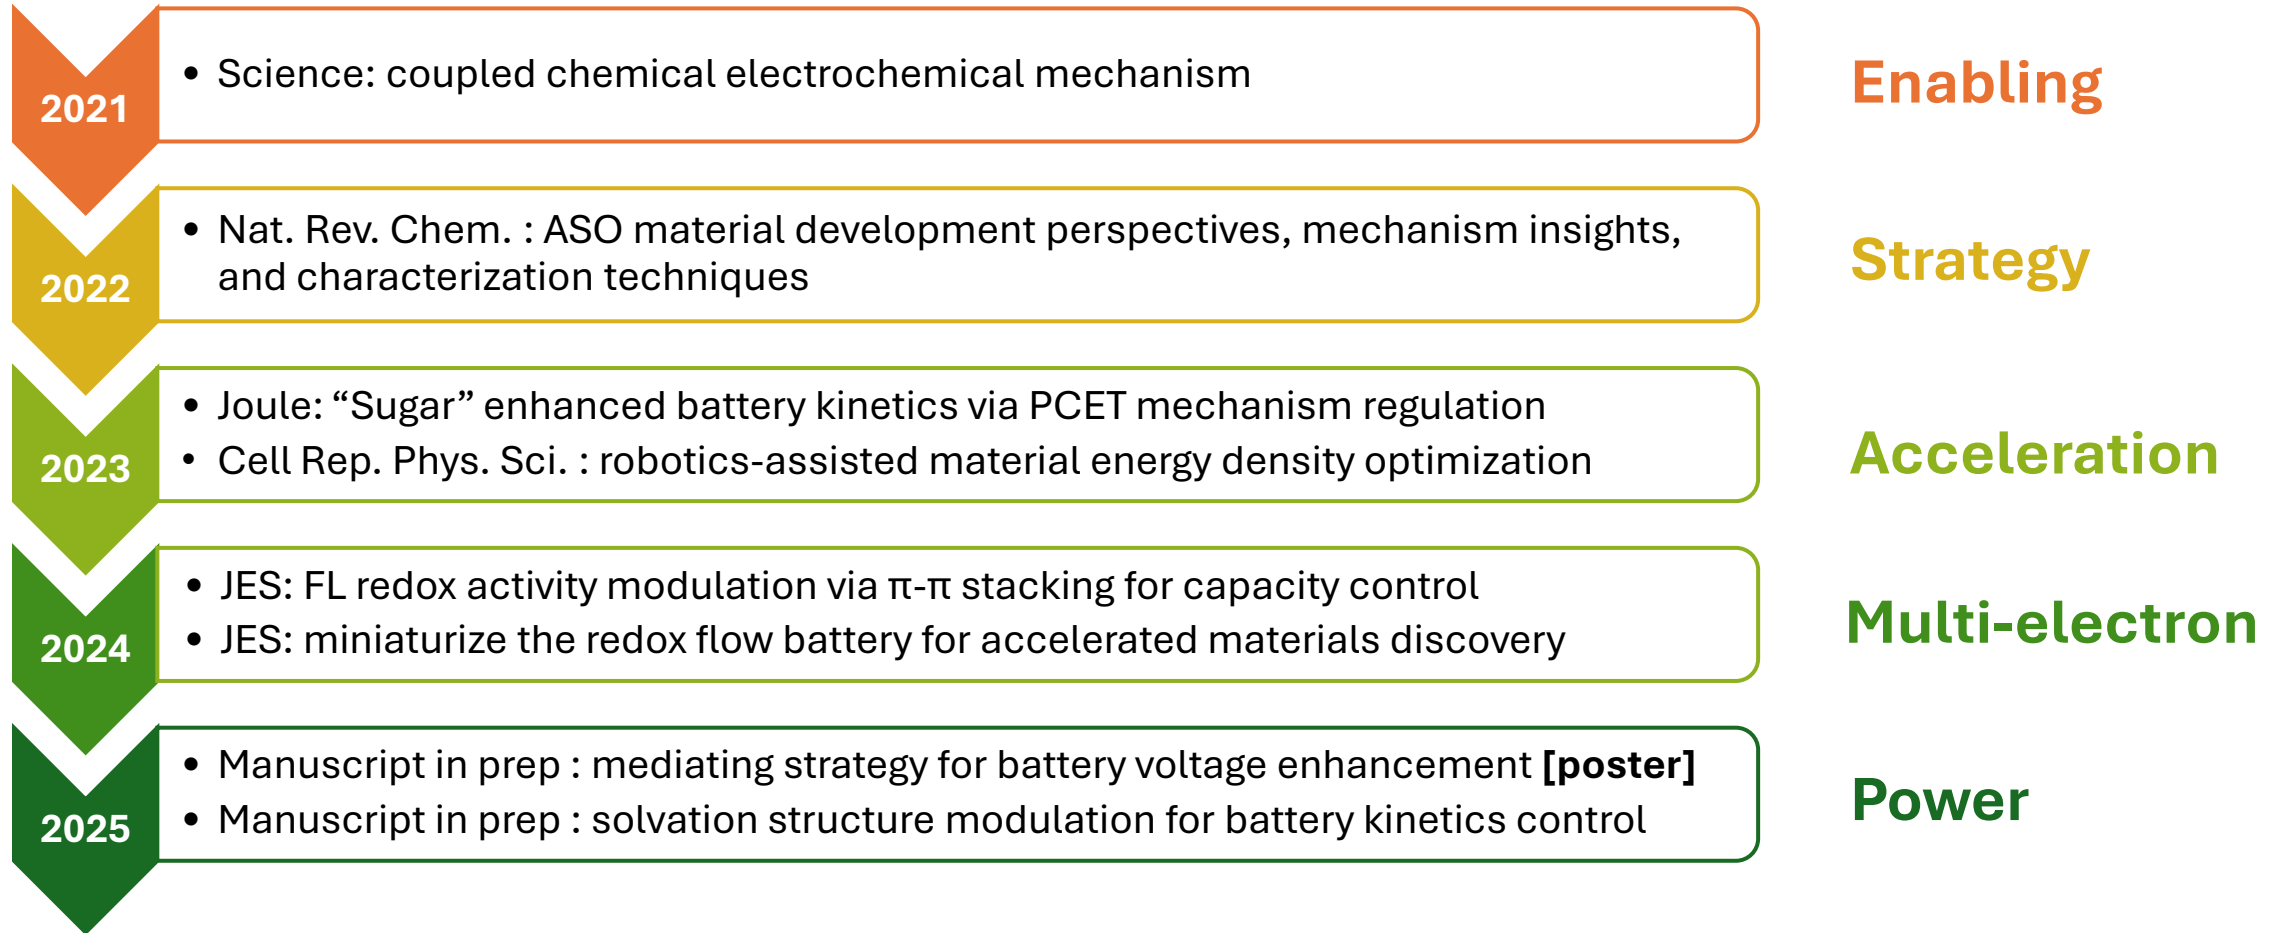 2021
• Science: coupled chemical electrochemical mechanism
Enabling
2022
• Nat. Rev. Chem. : ASO material development perspectives, mechanism insights,
and characterization techniques
Strategy
2023
• Joule: “Sugar” enhanced battery kinetics via PCET mechanism regulation
• Cell Rep. Phys. Sci. : robotics-assisted material energy density optimization
Acceleration
2024
• JES: FL redox activity modulation via π-π stacking for capacity control
• JES: miniaturize the redox flow battery for accelerated materials discovery
Multi-electron
2025
• Manuscript in prep : mediating strategy for battery voltage enhancement [poster]
• Manuscript in prep : solvation structure modulation for battery kinetics control
Power